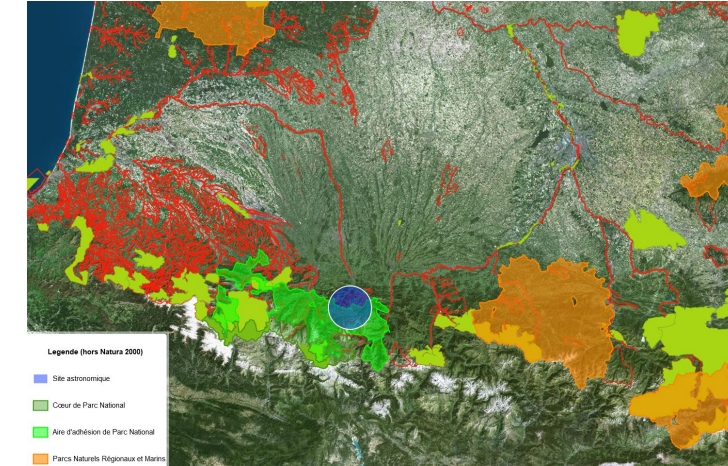 Legende (hors Natura 2000)
Site astronomique
Cœur de Parc National
Aire d'adhésion de Parc National
Parcs Naturels Régionaux et Marins